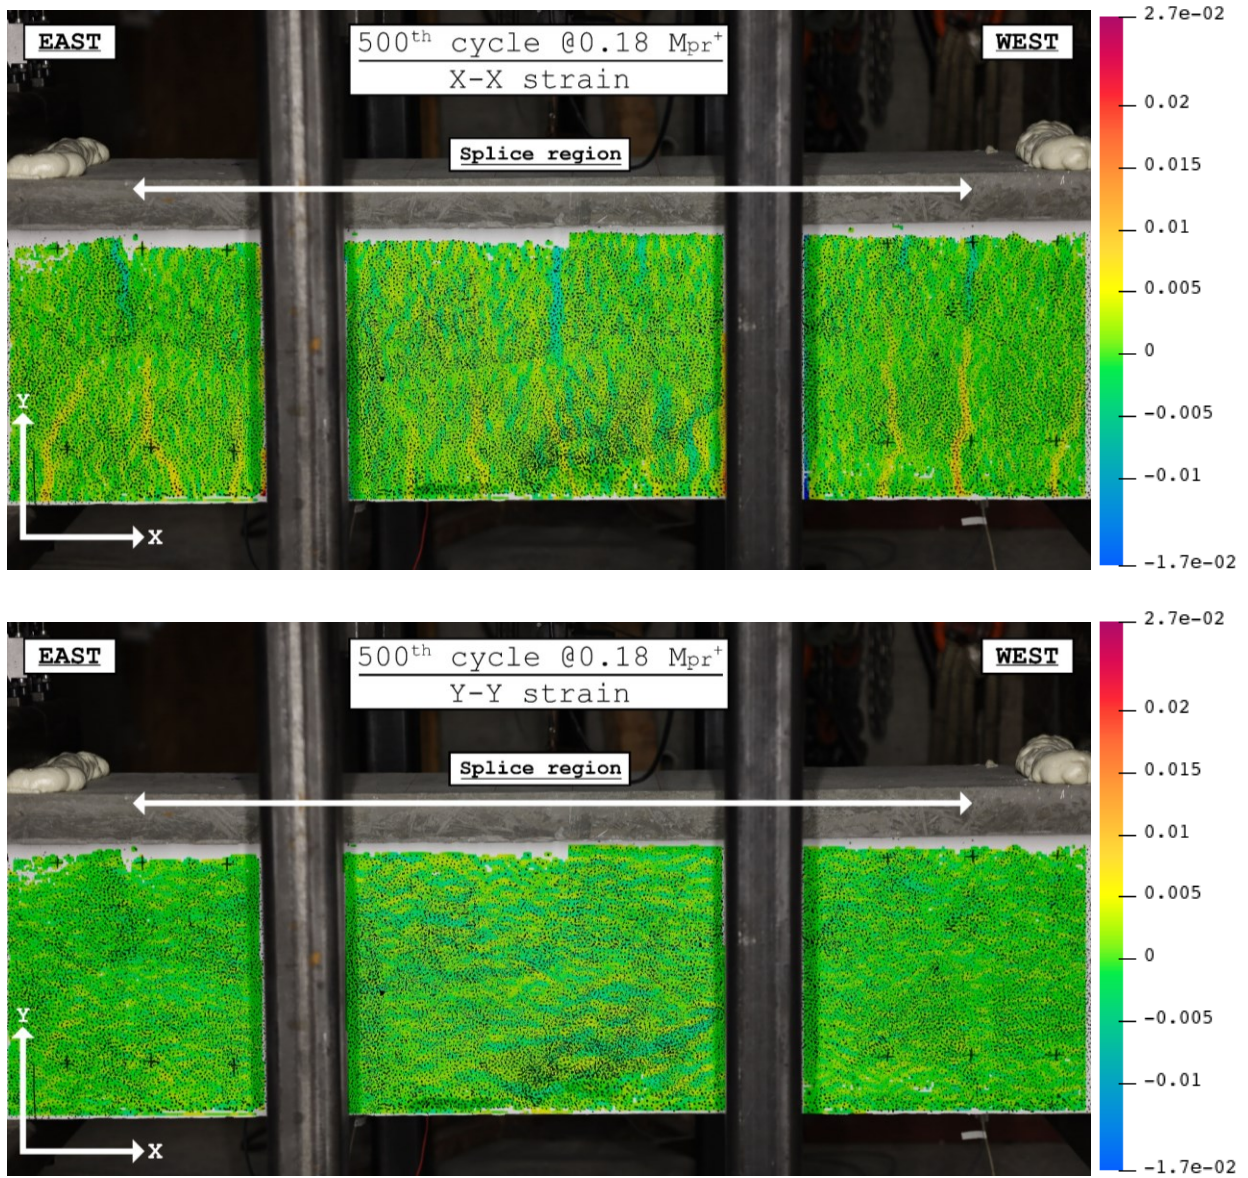 EAST
500th cycle @0.18 Mpr+
X-X strain
WEST
Splice region
Y
X
2.7e-02
0.02
0.015
0.01
0.005
0
-0.005
-0.01
-1.7e-02
EAST
500th cycle @0.18 Mpr+
Y-Y strain
WEST
Splice region
Y
X
2.7e-02
0.02
0.015
0.01
0.005
0
-0.005
-0.01
-1.7e-02